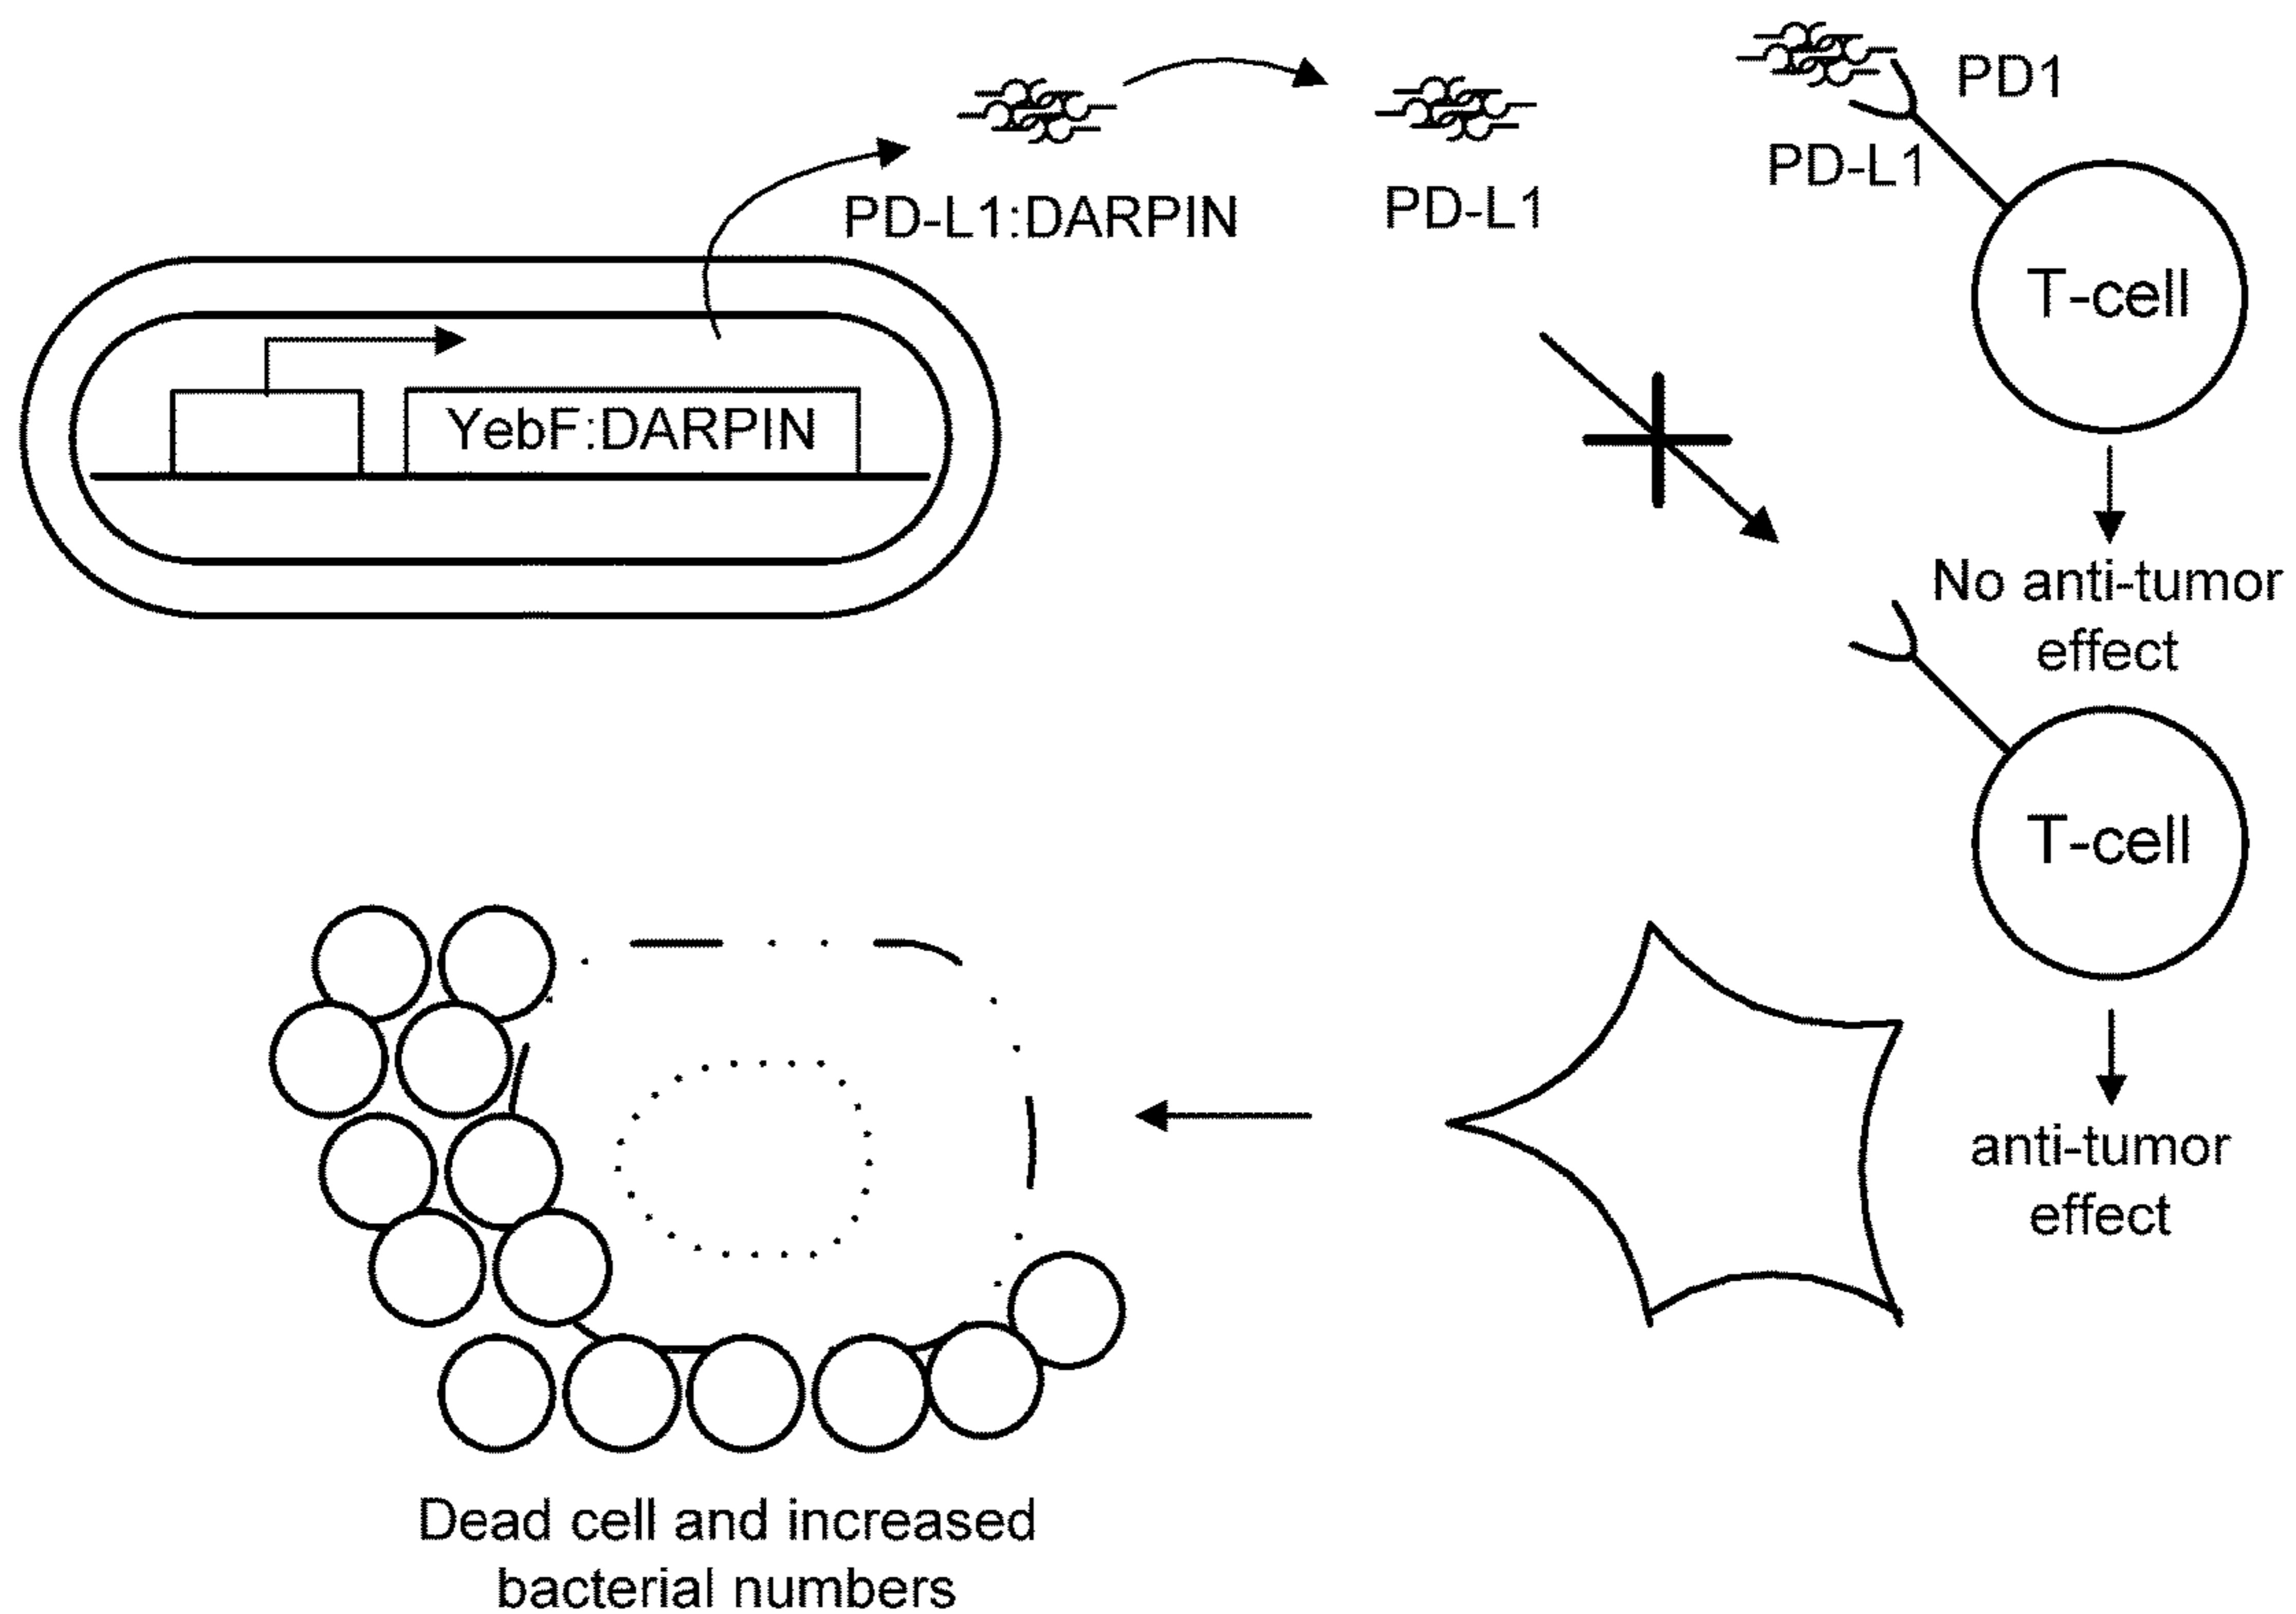 PD1
PD-L1
PD-L1:DARPIN
PD-L1
T-cell
YebF:DARPIN
No anti-tumor
effect
T-cell
anti-tumor
effect
Dead cell and increased
bacterial numbers